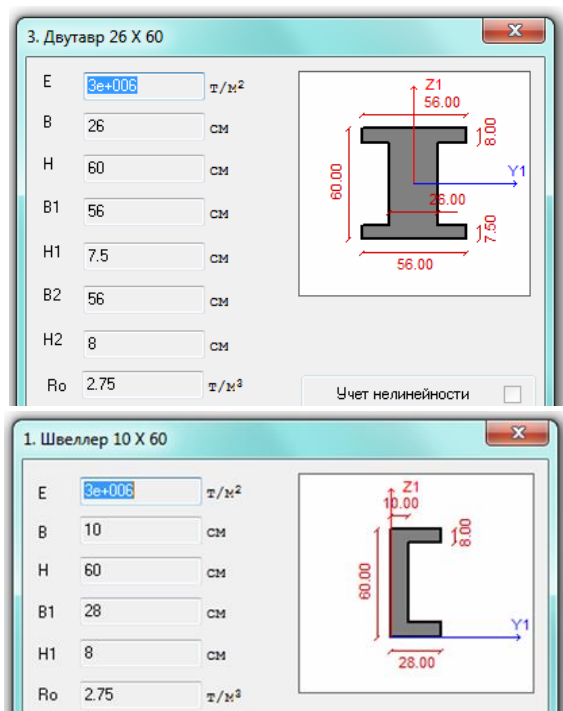 3. Двутавр 26 X 60
E 3e+006 т/м²
B 26 см
H 60 см
B1 56 см
H1 7.5 см
B2 56 см
H2 8 см
Ro 2.75 т/м³
Z1
56.00
8.00
60.00
Y1
26.00
7.50
56.00
Учет нелинейности
1. Швеллер 10 X 60
E 3e+006 т/м²
B 10 см
H 60 см
B1 28 см
H1 8 см
Ro 2.75 т/м³
Z1
10.00
8.00
60.00
Y1
28.00